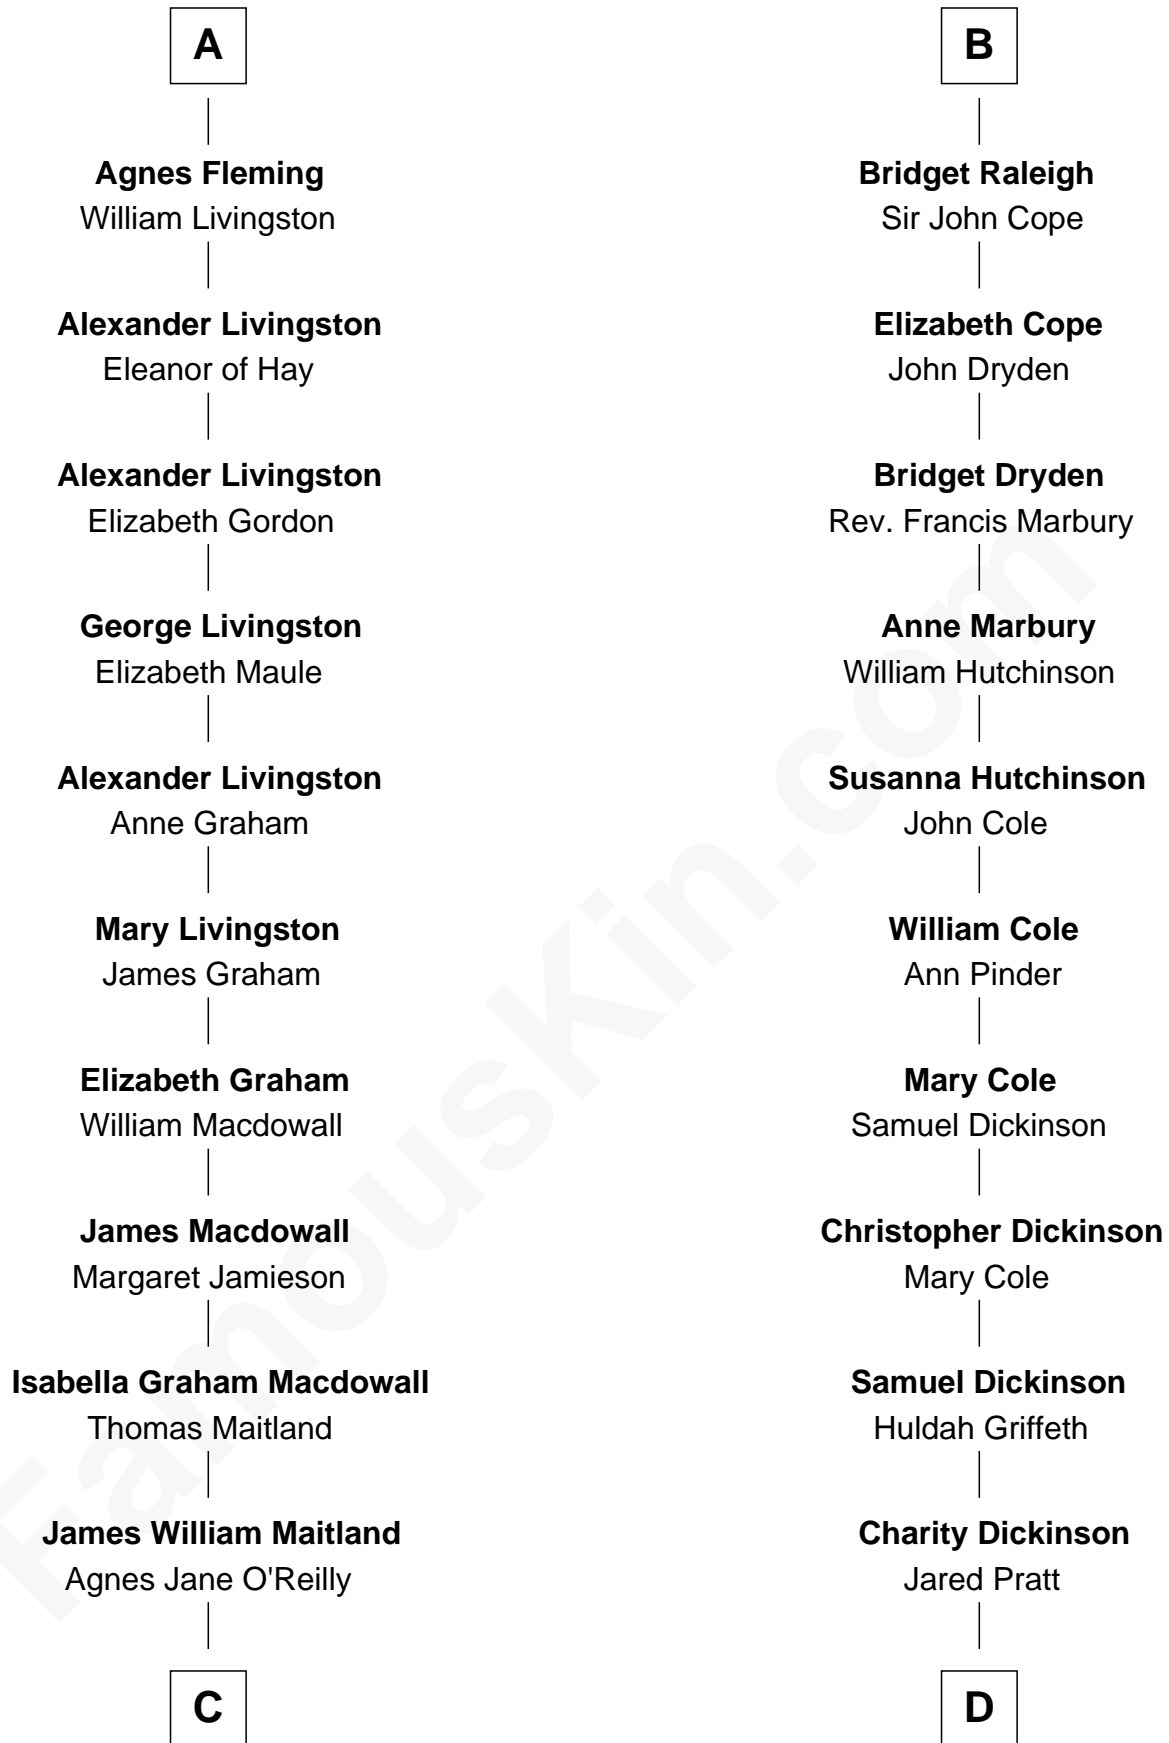 A
Agnes Fleming
William Livingston
Alexander Livingston
Eleanor of Hay
Alexander Livingston
Elizabeth Gordon
George Livingston
Elizabeth Maule
Alexander Livingston
Anne Graham
Mary Livingston
James Graham
Elizabeth Graham
William Macdowall
James Macdowall
Margaret Jamieson
Isabella Graham Macdowall
Thomas Maitland
James William Maitland
Agnes Jane O'Reilly
C
B
Bridget Raleigh
Sir John Cope
Elizabeth Cope
John Dryden
Bridget Dryden
Rev. Francis Marbury
Anne Marbury
William Hutchinson
Susanna Hutchinson
John Cole
William Cole
Ann Pinder
Mary Cole
Samuel Dickinson
Christopher Dickinson
Mary Cole
Samuel Dickinson
Huldah Griffeth
Charity Dickinson
Jared Pratt
D
FamousKin.com